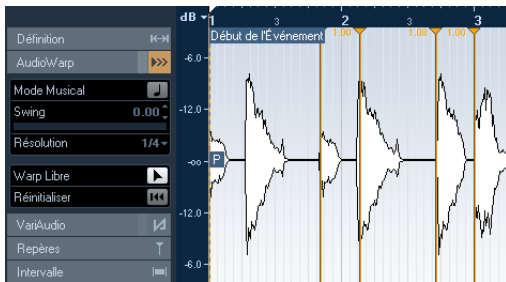 dB 1 3 2 3 3
Définition
Début de l'Événement 1.00 1.08 1.00
AudioWarp
-6.0
Mode Musical
Swing 0.00
-12.0
Résolution 1/4
-oo P
Warp Libre
Réinitialiser
-12.0
VariAudio
Repères
-6.0
Intervalle